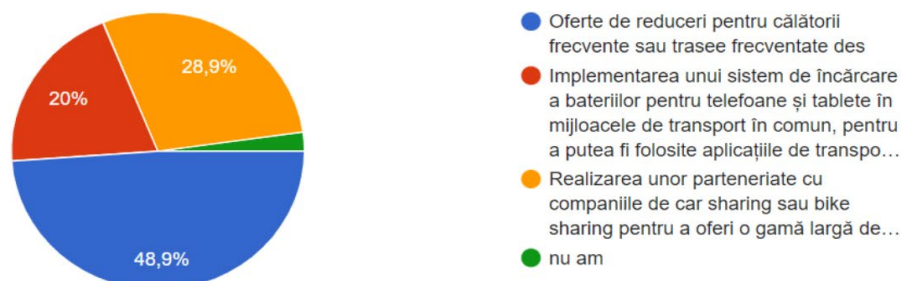 28,9%
20%
48,9%
Oferte de reduceri pentru călătorii
frecvente sau trasee frecventate des
Implementarea unui sistem de încărcare
a bateriilor pentru telefoane și tablete în
mijloacele de transport în comun, pentru
a putea fi folosite aplicațiile de transpo…
Realizarea unor parteneriate cu
companiile de car sharing sau bike
sharing pentru a oferi o gamă largă de…
nu am